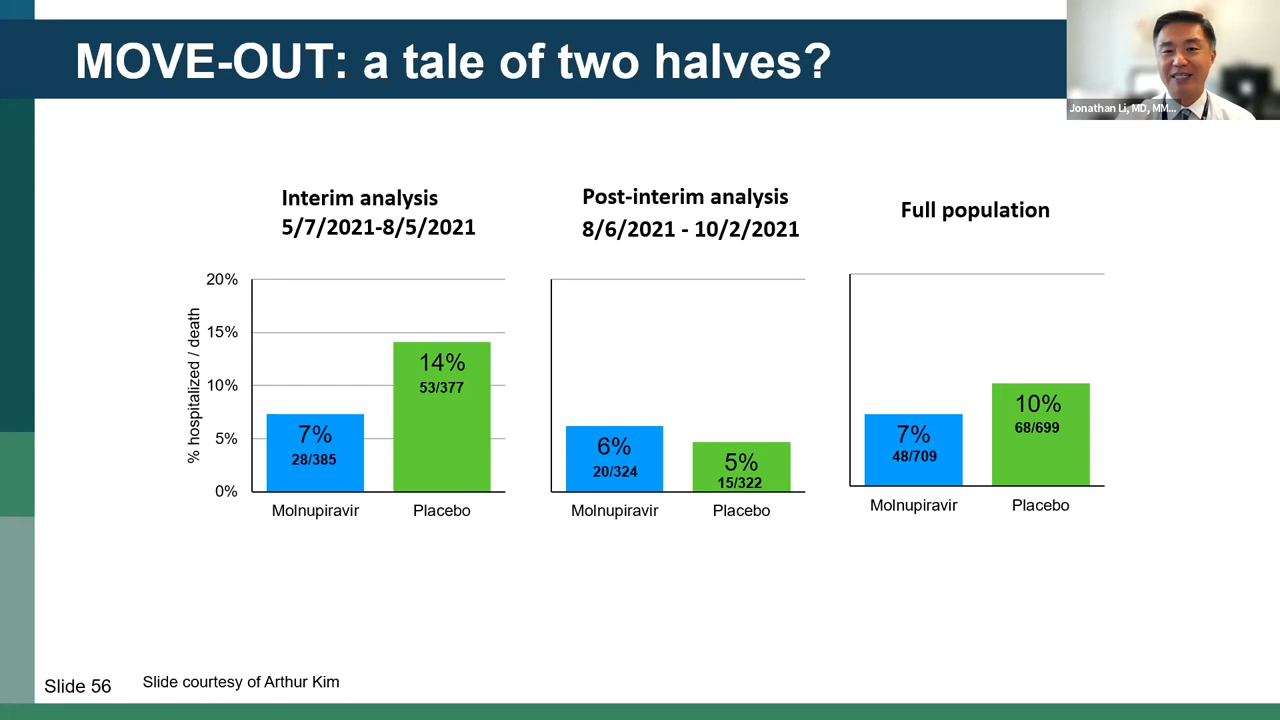 MOVE-OUT: a tale of two halves?
Jonathan Li, MD, MM...
Interim analysis
5/7/2021-8/5/2021
Post-interim analysis
8/6/2021 - 10/2/2021
Full population
% hospitalized / death
20%
15%
10%
5%
0%
7%
28/385
14%
53/377
Molnupiravir
Placebo
6%
20/324
5%
15/322
Molnupiravir
Placebo
7%
48/709
10%
68/699
Molnupiravir
Placebo
Slide 56
Slide courtesy of Arthur Kim